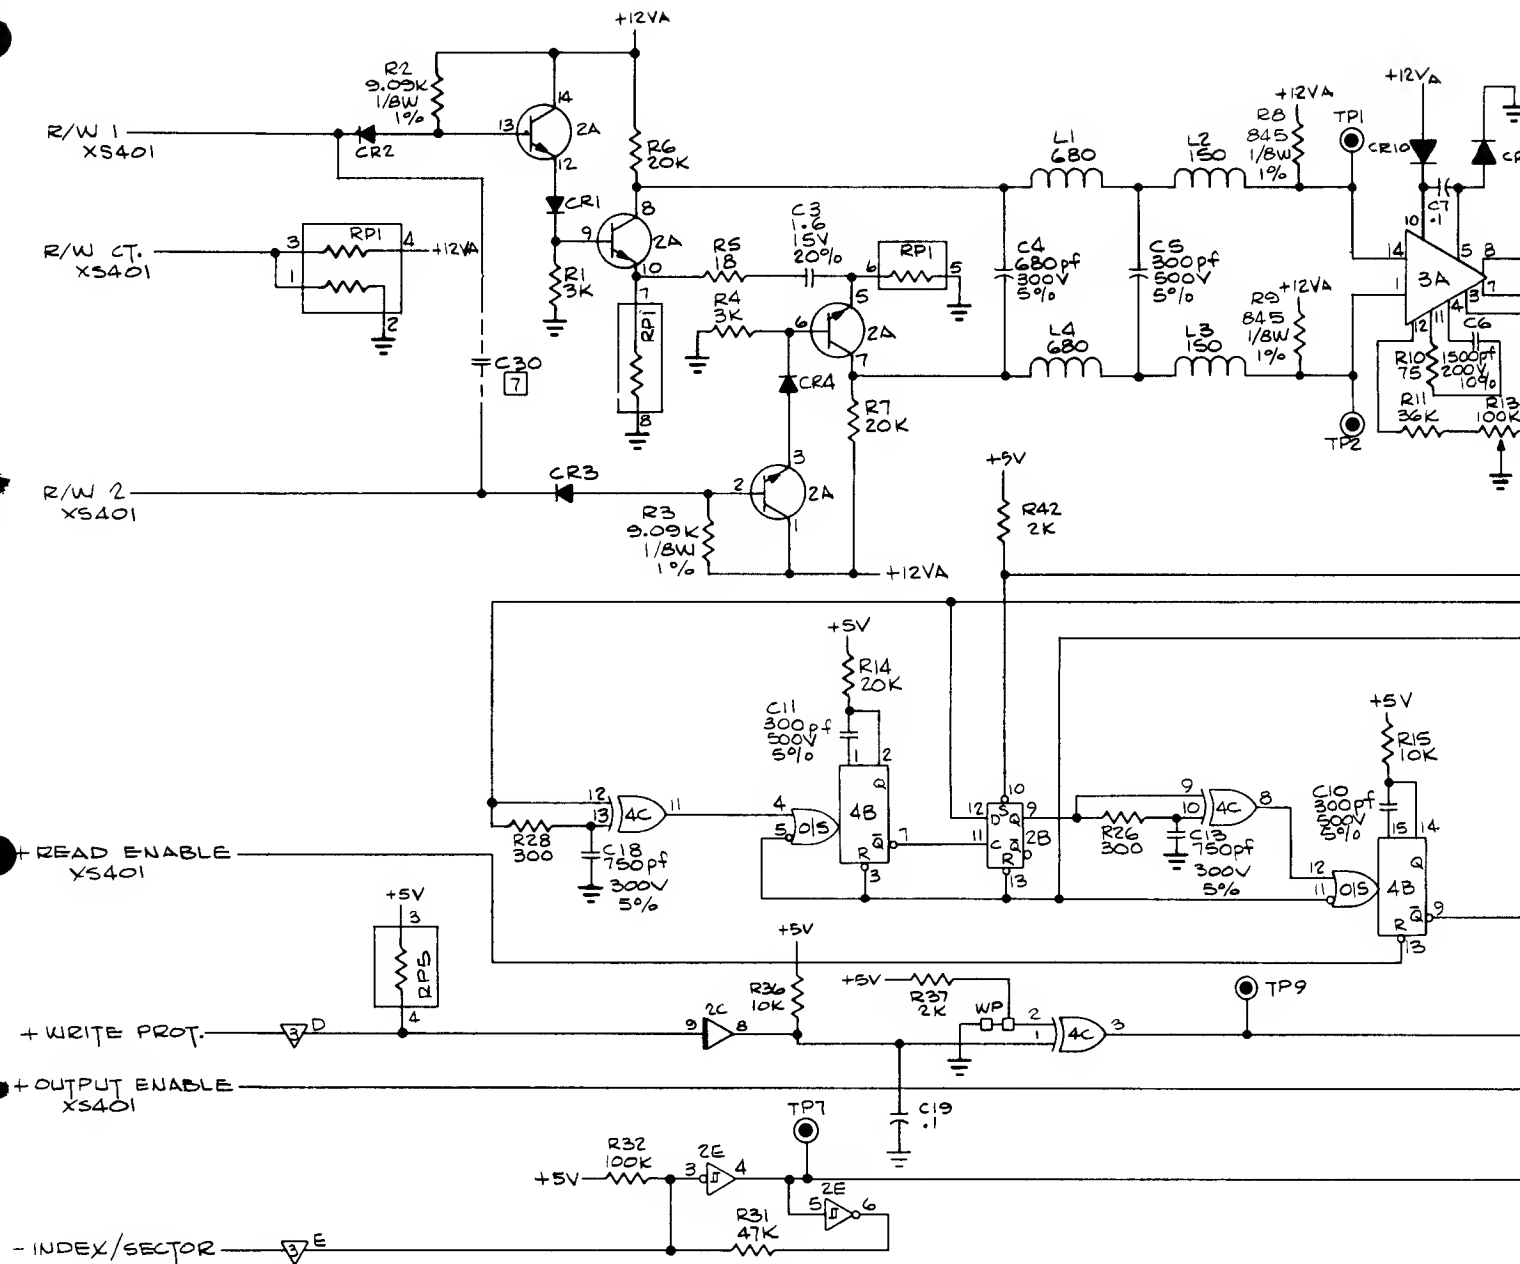 +12VA
R2
9.09K
1/8W
1%
14
13
2A
12
R/W 1
XS401
CR2
R6
20K
CR1
8
9
2A
10
R/W CT.
XS401
3
RP1
4
+12VA
1
2
R1
3K
R5
18
C3
1.6
15V
20%
6
RP1
5
R4
3K
6
5
2A
7
7
RP1
8
C30
7
CR4
R7
20K
R/W 2
XS401
CR3
3
2
2A
1
R3
9.09K
1/8W
1%
+12VA
L1
680
L2
150
+12VA
R8
845
1/8W
1%
TP1
+12VA
CR10
C7
.1
10
C4
680pf
300V
5%
C5
300pf
500V
5%
14
5
8
3A
1
7
3
4
12
11
R9
+12VA
845
1/8W
1%
L4
680
L3
150
C6
1500pf
200V
10%
R10
75
R11
36K
R13
100K
TP2
+5V
R42
2K
+5V
R14
20K
C11
300pf
500V
5%
1
2
Q
4B
4
5
O/S
Q
7
R
3
12
13
4C
11
R28
300
C18
750pf
300V
5%
10
12
D
S
Q
9
11
C
Q
2B
R
13
9
10
4C
8
R26
300
C13
750pf
300V
5%
+5V
R15
10K
C10
300pf
500V
5%
15
14
Q
12
11
O/S
4B
Q
9
R
13
+ READ ENABLE
XS401
+5V
3
RP5
4
+5V
R36
10K
+5V
R37
2K
WP
2
1
4C
3
TP9
+ WRITE PROT.
3
D
9
2C
8
+ OUTPUT ENABLE
XS401
C19
.1
TP7
R32
100K
+5V
3
2E
4
2E
5
6
R31
47K
- INDEX/SECTOR
3
E